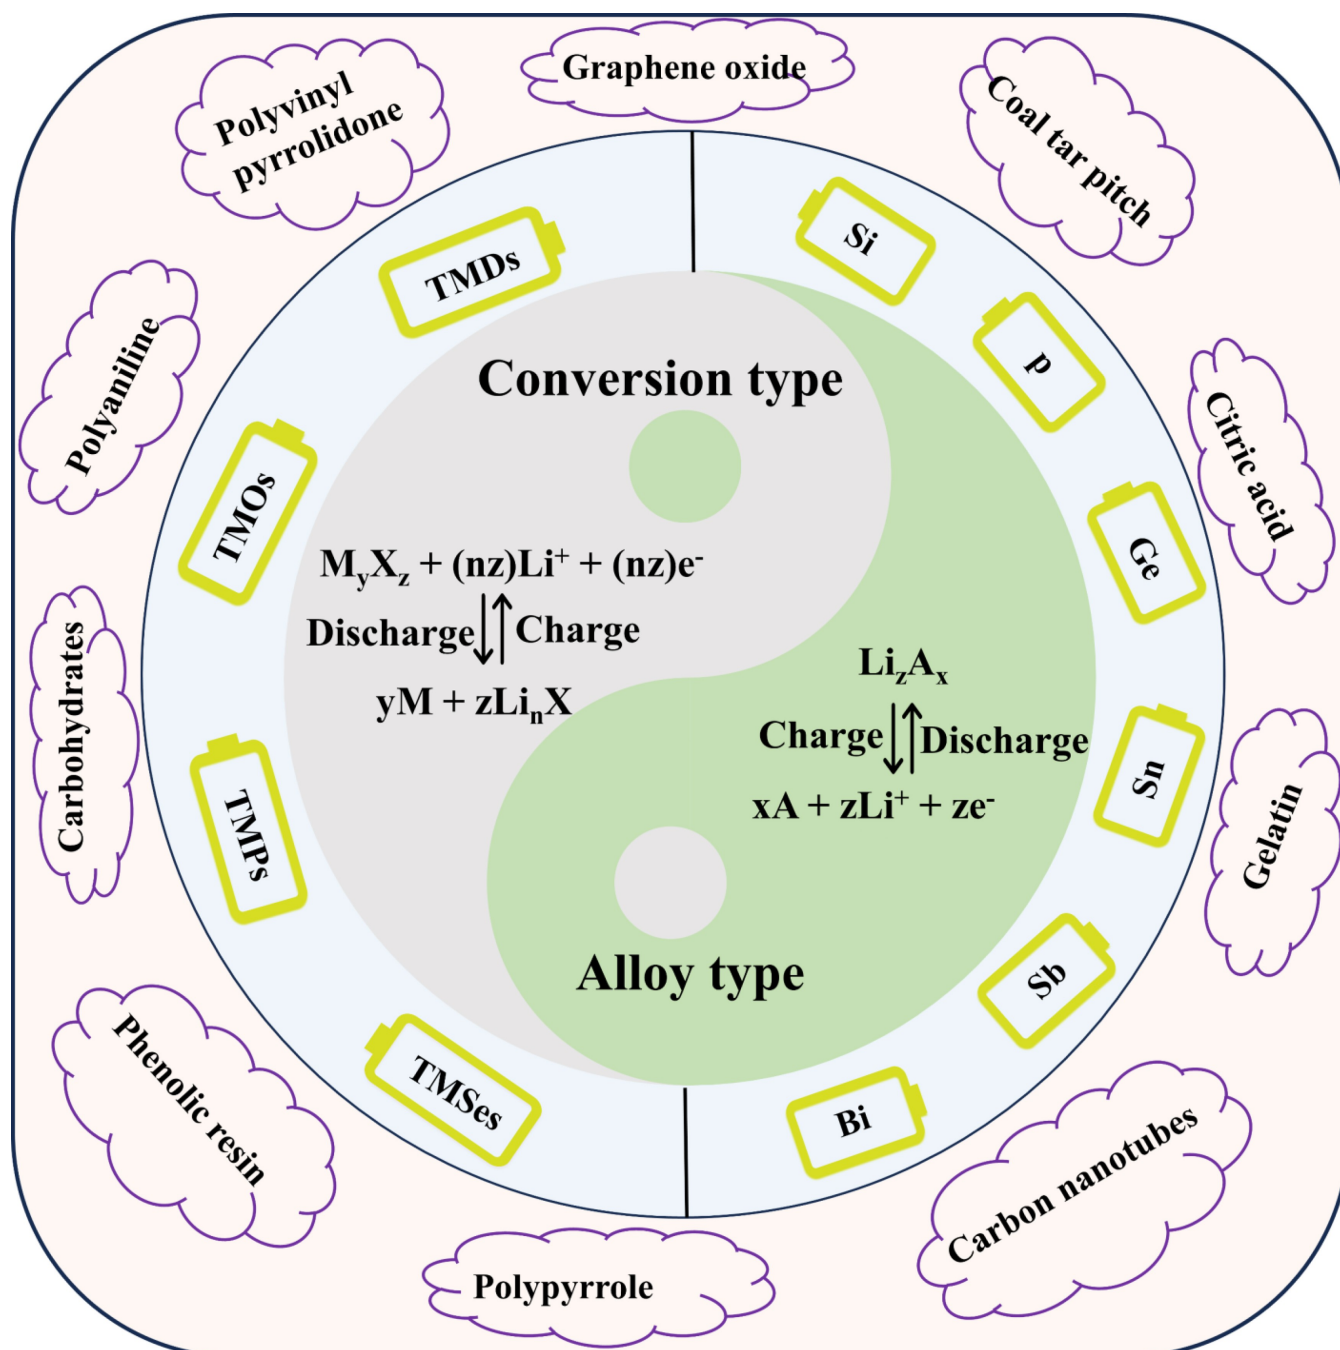 Graphene oxide
Polyvinyl
pyrrolidone
Coal tar pitch
TMDs
Si
p
Polyaniline
Conversion type
Citric acid
TMOs
Ge
MyXz + (nz)Li⁺ + (nz)e⁻
Discharge Charge
yM + zLinX
Carbohydrates
LizAx
Charge Discharge
xA + zLi⁺ + ze⁻
Sn
TMPs
Gelatin
Alloy type
Sb
TMSes
Bi
Phenolic resin
Carbon nanotubes
Polypyrrole